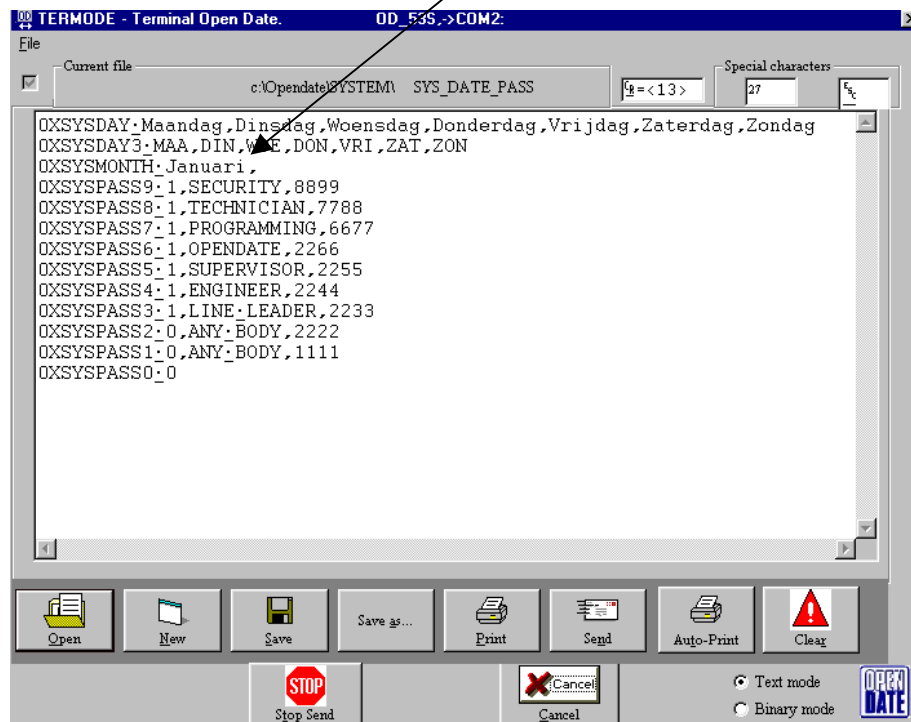 TERMODE - Terminal Open Date. OD_53S,->COM2:
File
Current file
Special characters
c:\Opendate\SYSTEM\ SYS_DATE_PASS
CR=<13>
27
ESC
0XSYSDAY·Maandag,Dinsdag,Woensdag,Donderdag,Vrijdag,Zaterdag,Zondag
0XSYSDAY3·MAA,DIN,WOE,DON,VRI,ZAT,ZON
0XSYSMONTH·Januari,
0XSYSPASS9·1,SECURITY,8899
0XSYSPASS8·1,TECHNICIAN,7788
0XSYSPASS7·1,PROGRAMMING,6677
0XSYSPASS6·1,OPENDATE,2266
0XSYSPASS5·1,SUPERVISOR,2255
0XSYSPASS4·1,ENGINEER,2244
0XSYSPASS3·1,LINE·LEADER,2233
0XSYSPASS2·0,ANY·BODY,2222
0XSYSPASS1·0,ANY·BODY,1111
0XSYSPASS0·0
Open New Save Save as... Print Send Auto-Print Clear
STOP
Stop Send
Cancel
Cancel
Text mode
Binary mode
OPEN
DATE